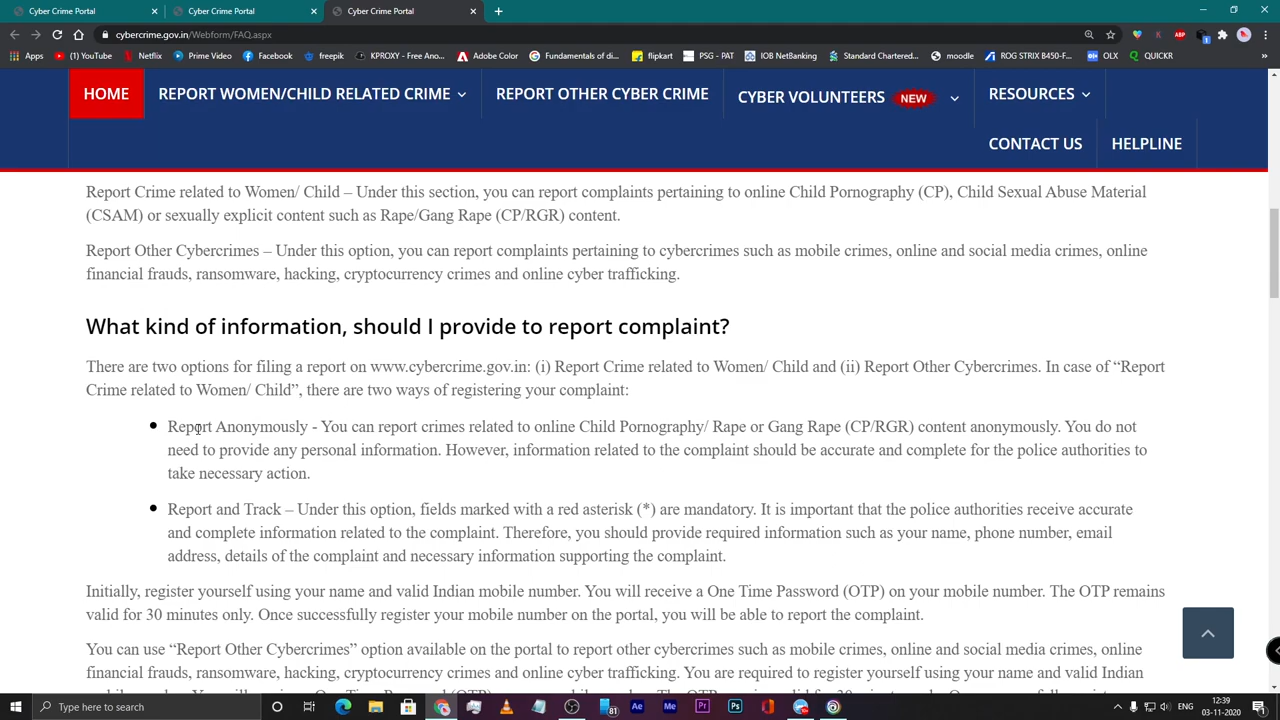 Cyber Crime Portal
Cyber Crime Portal
Cyber Crime Portal
cybercrime.gov.in/Webform/FAQ.aspx
ABP
Apps
(1) YouTube
Netflix
Prime Video
Facebook
freepik
KPROXY - Free Ano...
Adobe Color
Fundamentals of di...
flipkart
PSG - PAT
IOB NetBanking
Standard Chartered...
moodle
ROG STRIX B450-F...
OLX
QUICKR
HOME
REPORT WOMEN/CHILD RELATED CRIME
REPORT OTHER CYBER CRIME
CYBER VOLUNTEERS NEW
RESOURCES
CONTACT US
HELPLINE
Report Crime related to Women/ Child – Under this section, you can report complaints pertaining to online Child Pornography (CP), Child Sexual Abuse Material
(CSAM) or sexually explicit content such as Rape/Gang Rape (CP/RGR) content.
Report Other Cybercrimes – Under this option, you can report complaints pertaining to cybercrimes such as mobile crimes, online and social media crimes, online
financial frauds, ransomware, hacking, cryptocurrency crimes and online cyber trafficking.
What kind of information, should I provide to report complaint?
There are two options for filing a report on www.cybercrime.gov.in: (i) Report Crime related to Women/ Child and (ii) Report Other Cybercrimes. In case of “Report
Crime related to Women/ Child”, there are two ways of registering your complaint:
• Report Anonymously - You can report crimes related to online Child Pornography/ Rape or Gang Rape (CP/RGR) content anonymously. You do not
need to provide any personal information. However, information related to the complaint should be accurate and complete for the police authorities to
take necessary action.
• Report and Track – Under this option, fields marked with a red asterisk (*) are mandatory. It is important that the police authorities receive accurate
and complete information related to the complaint. Therefore, you should provide required information such as your name, phone number, email
address, details of the complaint and necessary information supporting the complaint.
Initially, register yourself using your name and valid Indian mobile number. You will receive a One Time Password (OTP) on your mobile number. The OTP remains
valid for 30 minutes only. Once successfully register your mobile number on the portal, you will be able to report the complaint.
You can use “Report Other Cybercrimes” option available on the portal to report other cybercrimes such as mobile crimes, online and social media crimes, online
financial frauds, ransomware, hacking, cryptocurrency crimes and online cyber trafficking. You are required to register yourself using your name and valid Indian
Type here to search
81
Ae
Me
Pr
Ps
ENG
12:39
03-11-2020